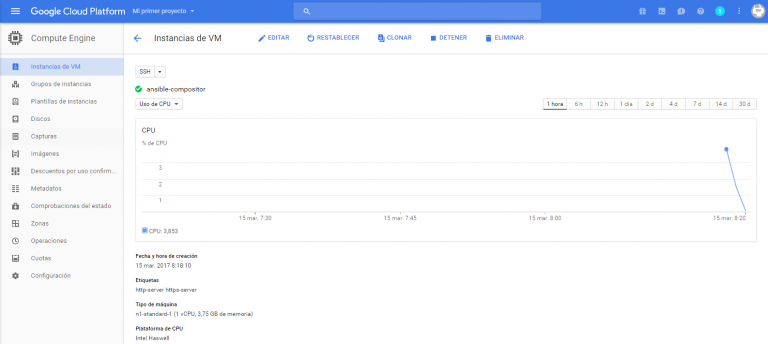 Google Cloud Platform Mi primer proyecto
Compute Engine
Instancias de VM
EDITAR
RESTABLECER
CLONAR
DETENER
ELIMINAR
Instancias de VM
Grupos de instancias
Plantillas de instancias
Discos
Capturas
Imágenes
Descuentos por uso confirm...
Metadatos
Comprobaciones del estado
Zonas
Operaciones
Cuotas
Configuración
SSH
ansible-compositor
Uso de CPU
1 hora 6 h 12 h 1 día 2 d 4 d 7 d 14 d 30 d
CPU
% de CPU
3
2
1
15 mar. 7:30 15 mar. 7:45 15 mar. 8:00 15 mar. 8:20
CPU: 3,853
Fecha y hora de creación
15 mar. 2017 8:18:10
Etiquetas
http-server https-server
Tipo de máquina
n1-standard-1 (1 vCPU, 3,75 GB de memoria)
Plataforma de CPU
Intel Haswell